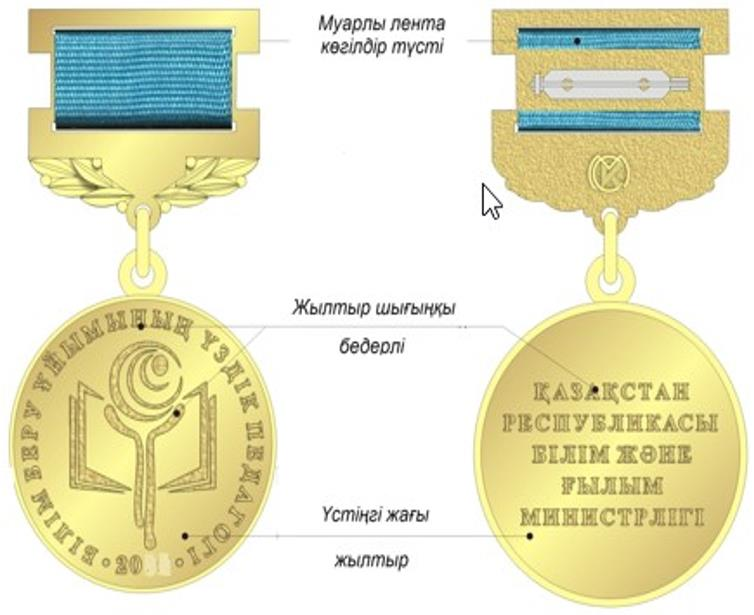 Муарлы лента
көгілдір түсті
Жылтыр шығыңқы
бедерлі
БІЛІМ БЕРУ ҰЙЫМЫНЫҢ ҮЗДІК ПЕДАГОГІ
ҚАЗАҚСТАН
РЕСПУБЛИКАСЫ
БІЛІМ ЖӘНЕ
ҒЫЛЫМ
МИНИСТРЛІГІ
Үстіңгі жағы
жылтыр